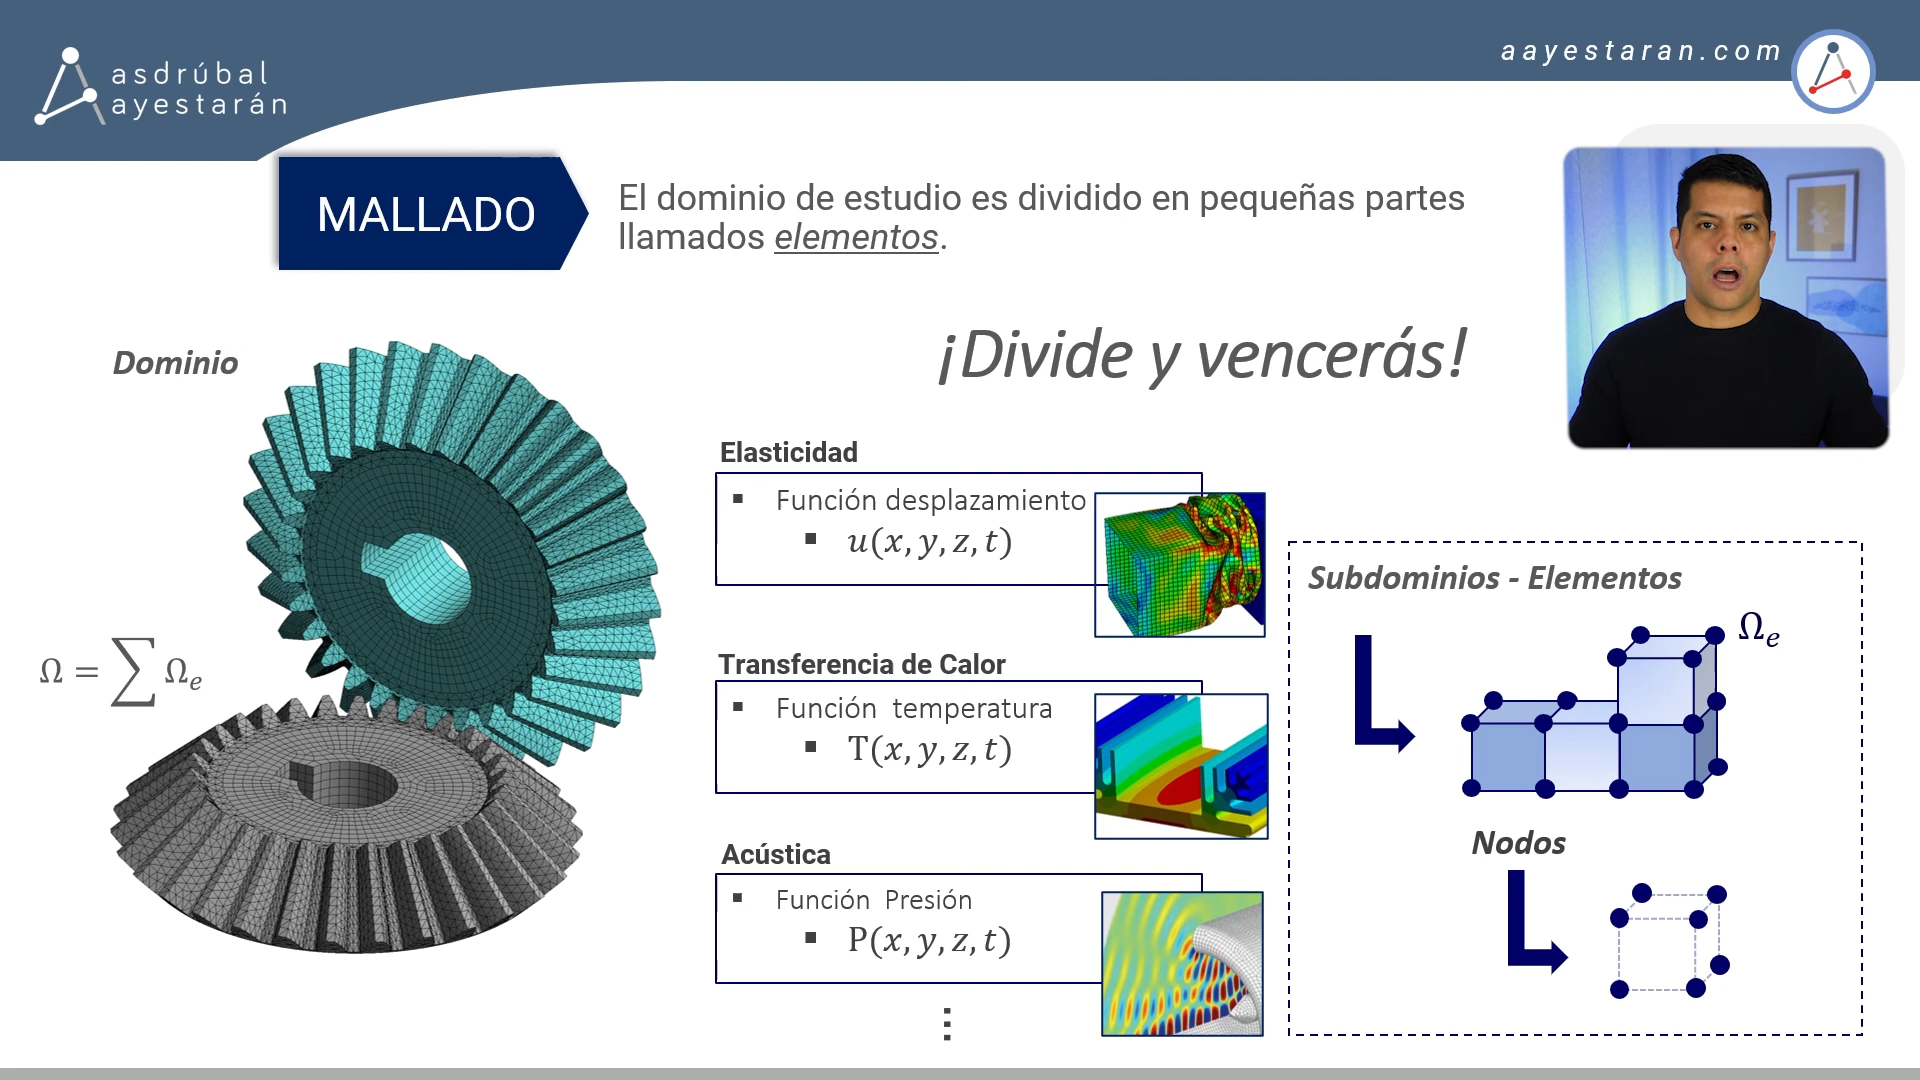 asdrúbal
ayestarán
aayestaran.com
MALLADO
El dominio de estudio es dividido en pequeñas partes
llamados elementos.
¡Divide y vencerás!
Dominio
Ω = ∑ Ωₑ
Elasticidad
▪ Función desplazamiento
▪ u(x, y, z, t)
Transferencia de Calor
▪ Función temperatura
▪ T(x, y, z, t)
Acústica
▪ Función Presión
▪ P(x, y, z, t)
⋮
Subdominios - Elementos
Ωₑ
Nodos